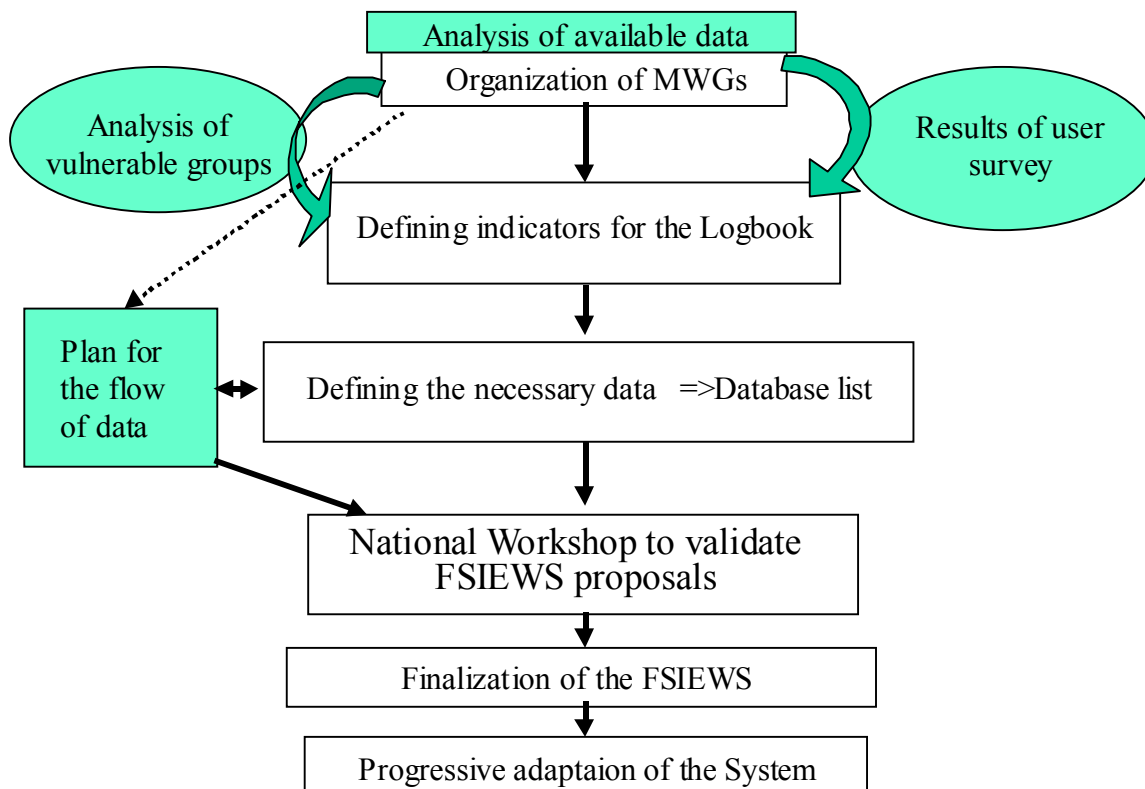 Analysis of available data
Organization of MWGs
Analysis of
vulnerable groups
Results of user
survey
Defining indicators for the Logbook
Plan for
the flow
of data
Defining the necessary data =>Database list
National Workshop to validate
FSIEWS proposals
Finalization of the FSIEWS
Progressive adaptaion of the System